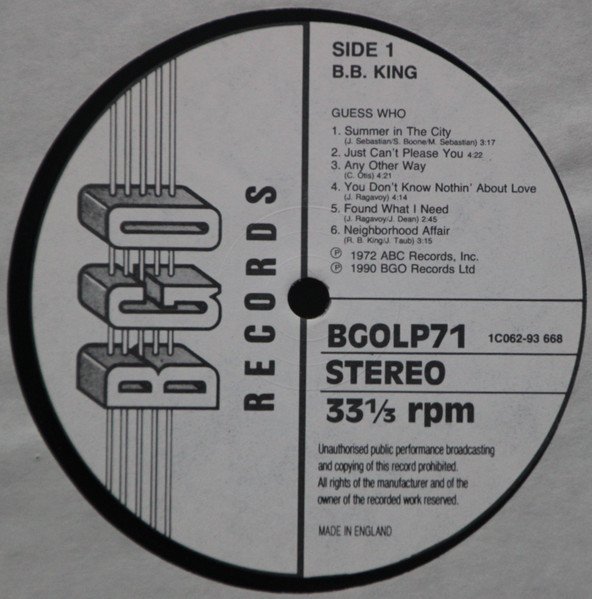 BGO
RECORDS
SIDE 1
B.B. KING
GUESS WHO
1. Summer in The City
(J. Sebastian/S. Boone/M. Sebastian) 3:17
2. Just Can't Please You 4:22
3. Any Other Way
(C. Otis) 4:21
4. You Don't Know Nothin' About Love
(J. Ragavoy) 4:14
5. Found What I Need
(J. Ragavoy/J. Dean) 2:45
6. Neighborhood Affair
(R. B. King/J. Taub) 3:15
℗ 1972 ABC Records, Inc.
℗ 1990 BGO Records Ltd
BGOLP71 1C062-93 668
STEREO
33⅓ rpm
Unauthorised public performance broadcasting
and copying of this record prohibited.
All rights of the manufacturer and of the
owner of the recorded work reserved.
MADE IN ENGLAND